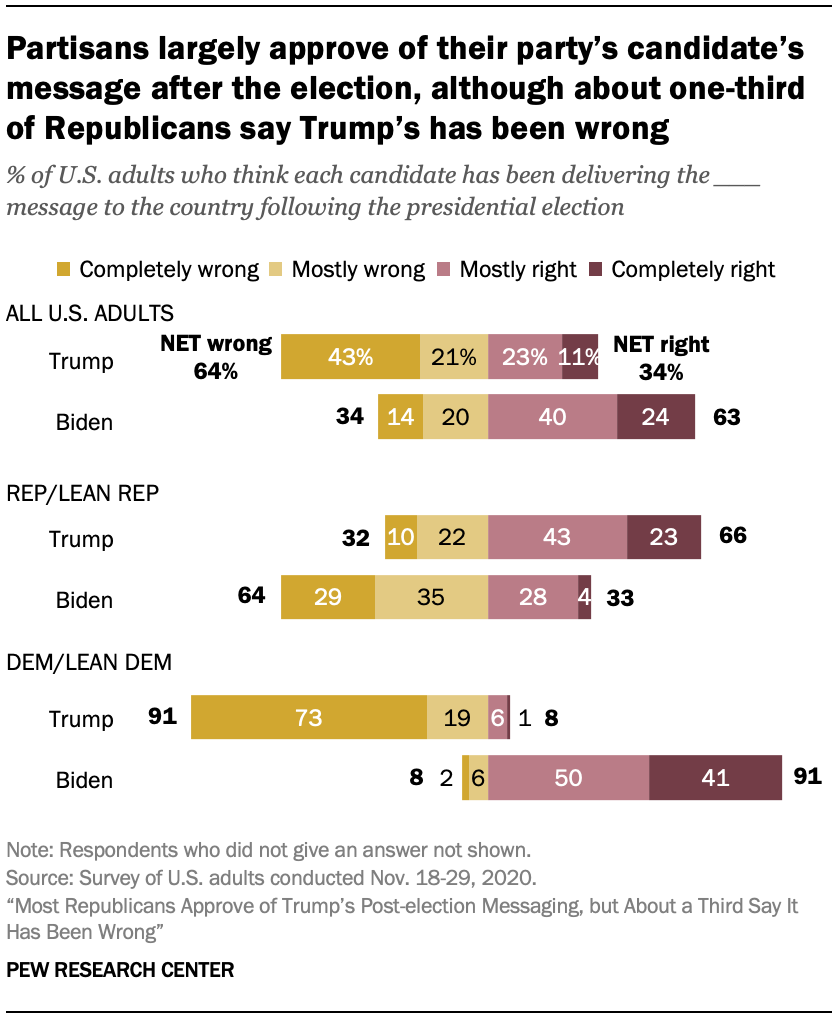 Partisans largely approve of their party’s candidate’s
message after the election, although about one-third
of Republicans say Trump’s has been wrong
% of U.S. adults who think each candidate has been delivering the ___
message to the country following the presidential election
Completely wrong Mostly wrong Mostly right Completely right
ALL U.S. ADULTS
Trump NET wrong 64% 43% 21% 23% 11% NET right 34%
Biden 34 14 20 40 24 63
REP/LEAN REP
Trump 32 10 22 43 23 66
Biden 64 29 35 28 4 33
DEM/LEAN DEM
Trump 91 73 19 6 1 8
Biden 8 2 6 50 41 91
Note: Respondents who did not give an answer not shown.
Source: Survey of U.S. adults conducted Nov. 18-29, 2020.
“Most Republicans Approve of Trump’s Post-election Messaging, but About a Third Say It
Has Been Wrong”
PEW RESEARCH CENTER